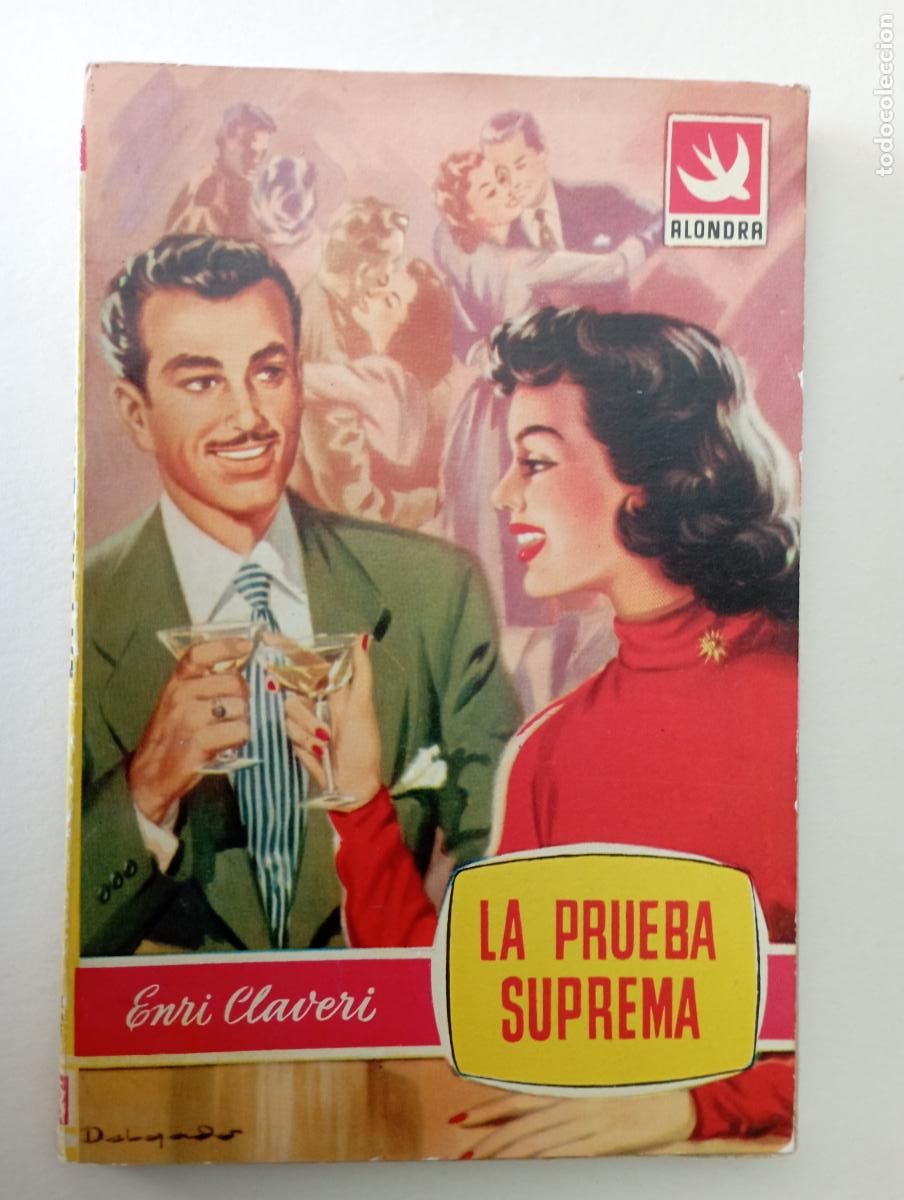 ALONDRA
LA PRUEBA
SUPREMA
Enri Claveri
Delgado
todocoleccion